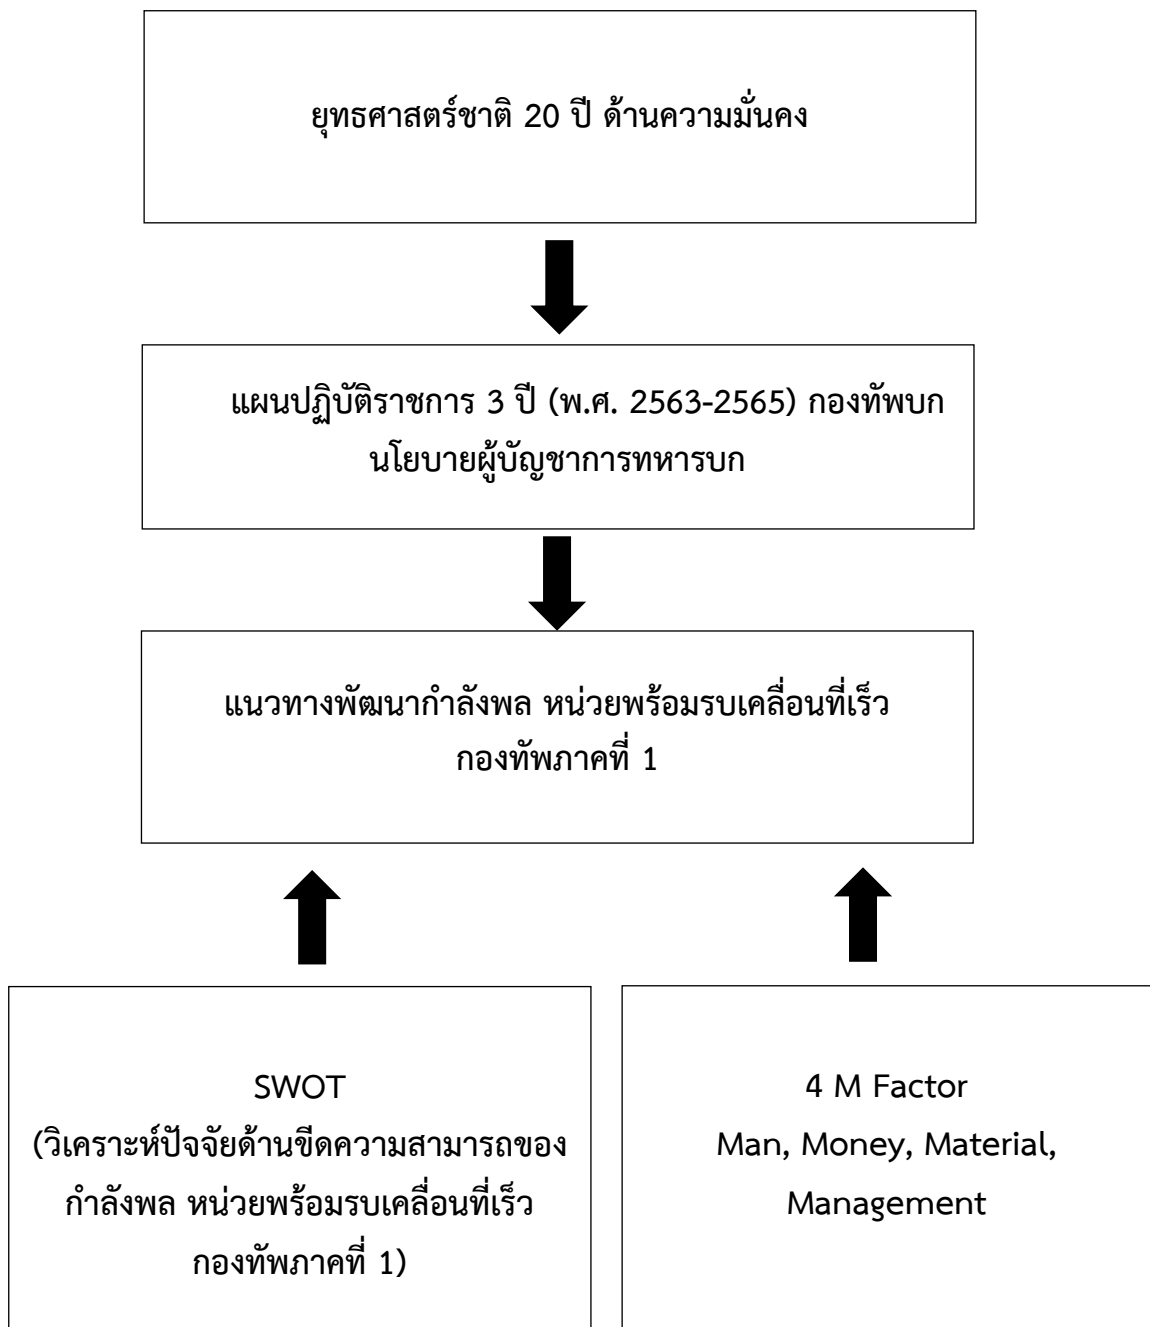 ยุทธศาสตร์ชาติ 20 ปี ด้านความมั่นคง
แผนปฏิบัติราชการ 3 ปี (พ.ศ. 2563-2565) กองทัพบก
นโยบายผู้บัญชาการทหารบก
แนวทางพัฒนากำลังพล หน่วยพร้อมรบเคลื่อนที่เร็ว
กองทัพภาคที่ 1
SWOT
(วิเคราะห์ปัจจัยด้านขีดความสามารถของ
กำลังพล หน่วยพร้อมรบเคลื่อนที่เร็ว
กองทัพภาคที่ 1)
4 M Factor
Man, Money, Material,
Management